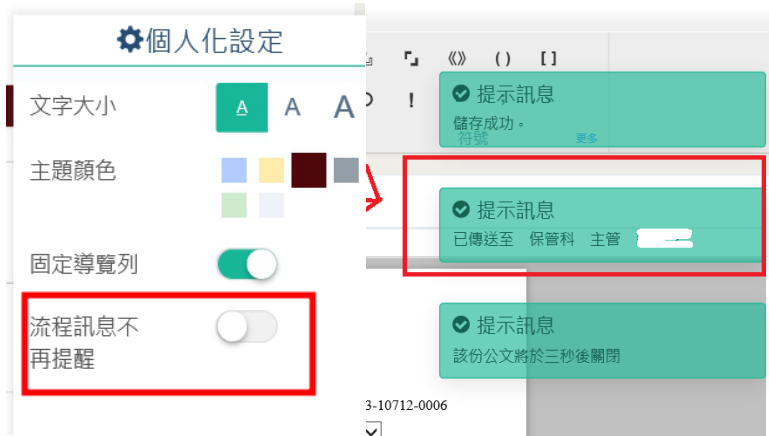 個人化設定
文字大小
A A A
主題顏色
固定導覽列
流程訊息不
再提醒
《》 ( ) [ ]
!
提示訊息
儲存成功。
符號 更多
提示訊息
已傳送至 保管科 主管
提示訊息
該份公文將於三秒後關閉
3-10712-0006